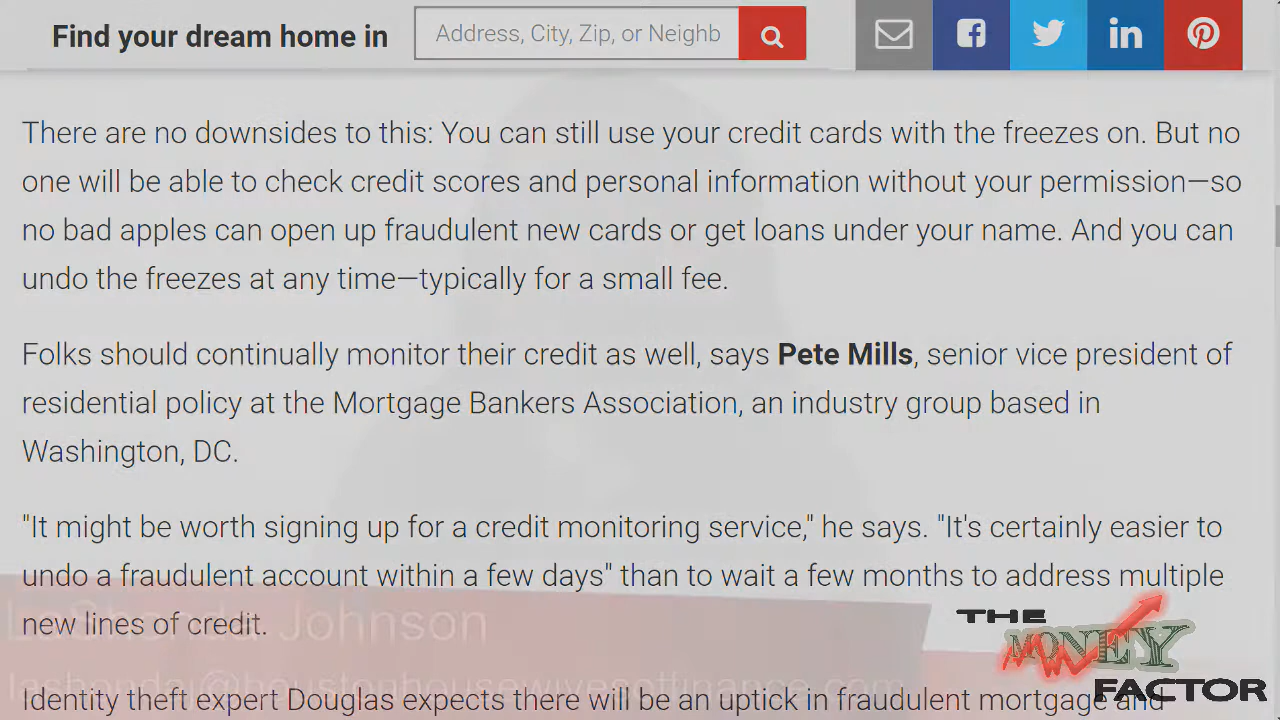 Find your dream home in
Address, City, Zip, or Neighb
There are no downsides to this: You can still use your credit cards with the freezes on. But no
one will be able to check credit scores and personal information without your permission—so
no bad apples can open up fraudulent new cards or get loans under your name. And you can
undo the freezes at any time—typically for a small fee.
Folks should continually monitor their credit as well, says Pete Mills, senior vice president of
residential policy at the Mortgage Bankers Association, an industry group based in
Washington, DC.
"It might be worth signing up for a credit monitoring service," he says. "It's certainly easier to
undo a fraudulent account within a few days" than to wait a few months to address multiple
new lines of credit.
LaShonda Johnson
lashondaj@houstonhousewivesoffinance.com
Identity theft expert Douglas expects there will be an uptick in fraudulent mortgage and
THE
MONEY
FACTOR